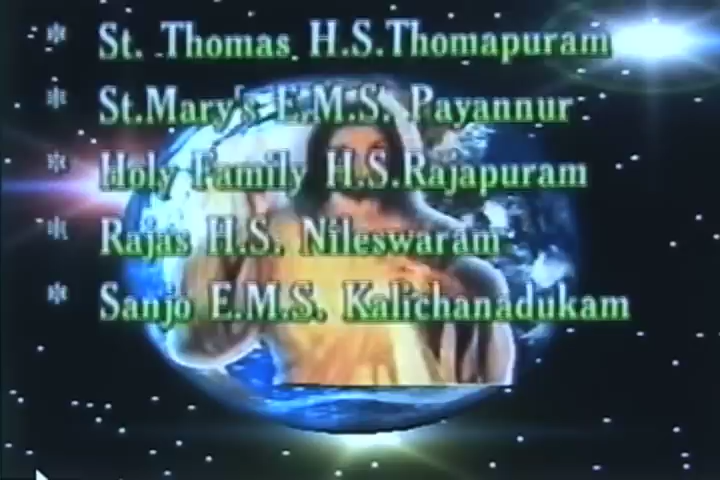 * St. Thomas H.S.Thomapuram
* St.Mary's E.M.S. Payannur
* Holy Family H.S.Rajapuram
* Rajas H.S. Nileswaram
* Sanjo E.M.S. Kalichanadukam